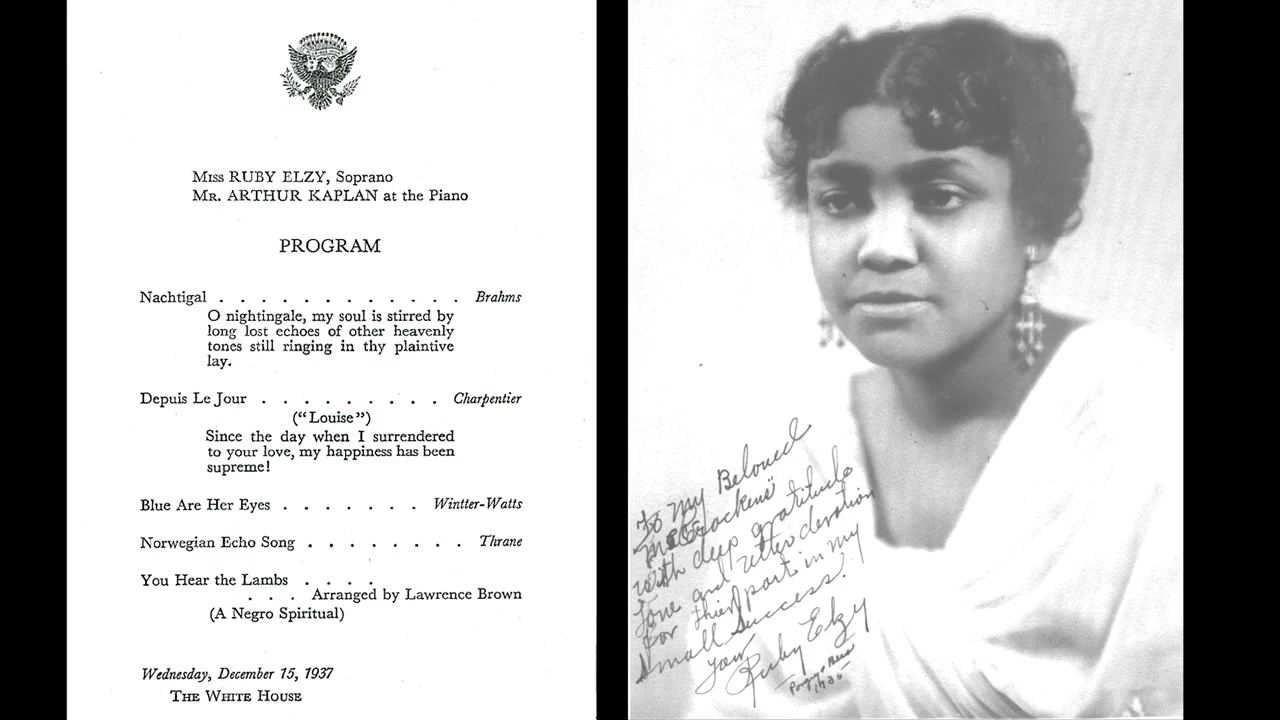 Miss RUBY ELZY, Soprano
Mr. ARTHUR KAPLAN at the Piano
PROGRAM
Nachtigal . . . . . . . . . . . . Brahms
O nightingale, my soul is stirred by
long lost echoes of other heavenly
tones still ringing in thy plaintive
lay.
Depuis Le Jour . . . . . . . . . Charpentier
("Louise")
Since the day when I surrendered
to your love, my happiness has been
supreme!
Blue Are Her Eyes . . . . . . . Wintter-Watts
Norwegian Echo Song . . . . . . . . Thrane
You Hear the Lambs . . . .
. . . Arranged by Lawrence Brown
(A Negro Spiritual)
Wednesday, December 15, 1937
The White House
To My Beloved
"McCrackens"
with deep gratitude
love and utter devotion
for thier part in my
Small Success!
Your
Ruby Elzy
1935